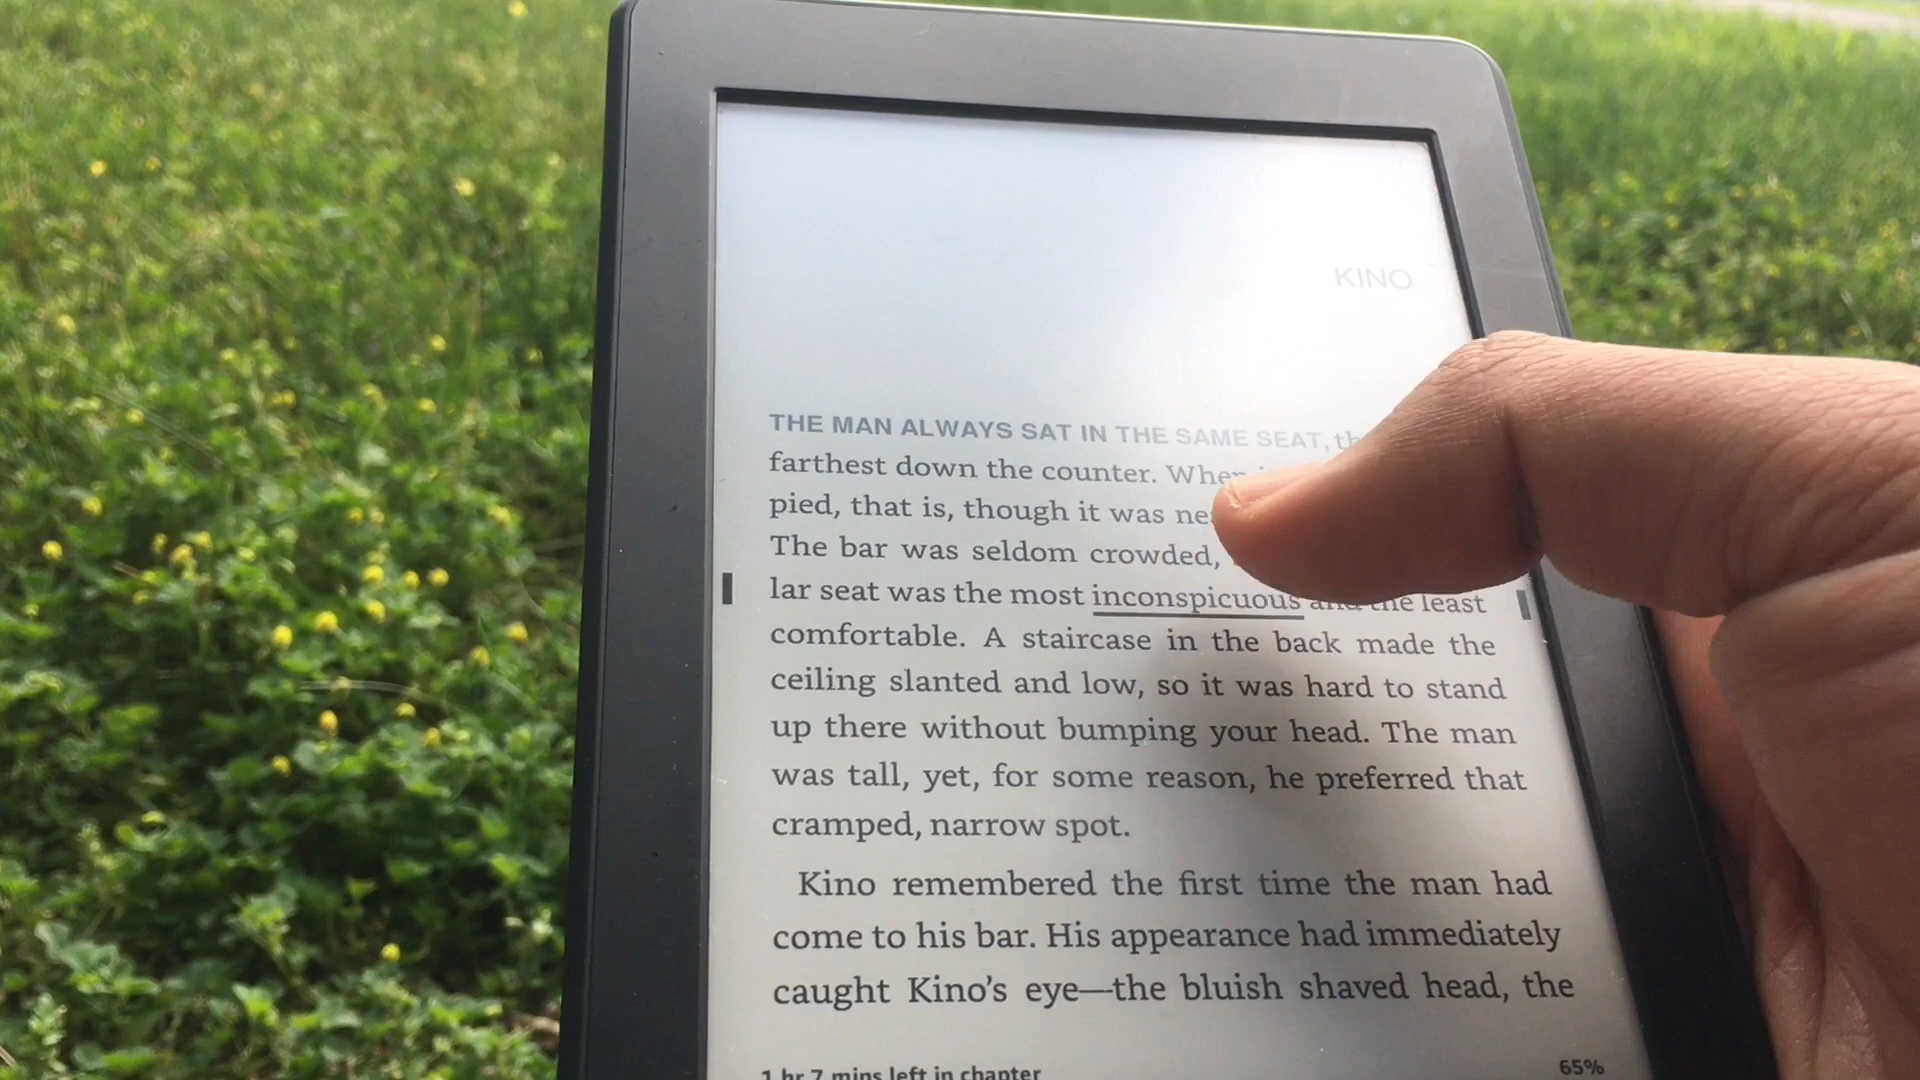 KINO
THE MAN ALWAYS SAT IN THE SAME SEAT,
farthest down the counter.
pied, that is, though it was
The bar was seldom crowded,
lar seat was the most inconspicuous and the least
comfortable. A staircase in the back made the
ceiling slanted and low, so it was hard to stand
up there without bumping your head. The man
was tall, yet, for some reason, he preferred that
cramped, narrow spot.
Kino remembered the first time the man had
come to his bar. His appearance had immediately
caught Kino's eye—the bluish shaved head, the
1 hr 7 mins left in chapter 65%